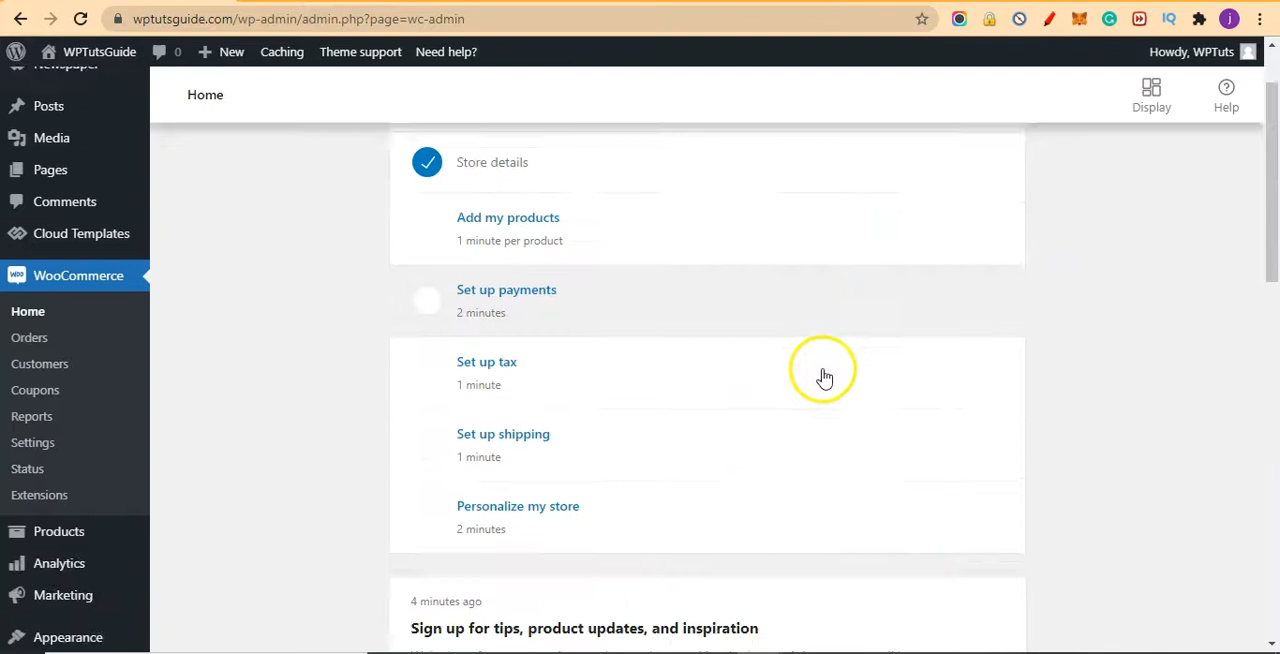 wptutsguide.com/wp-admin/admin.php?page=wc-admin
IQ
j
WPTutsGuide
0
New
Caching
Theme support
Need help?
Howdy, WPTuts
Newspaper
Posts
Media
Pages
Comments
Cloud Templates
WooCommerce
Home
Orders
Customers
Coupons
Reports
Settings
Status
Extensions
Products
Analytics
Marketing
Appearance
Home
Display
Help
Store details
Add my products
1 minute per product
Set up payments
2 minutes
Set up tax
1 minute
Set up shipping
1 minute
Personalize my store
2 minutes
4 minutes ago
Sign up for tips, product updates, and inspiration